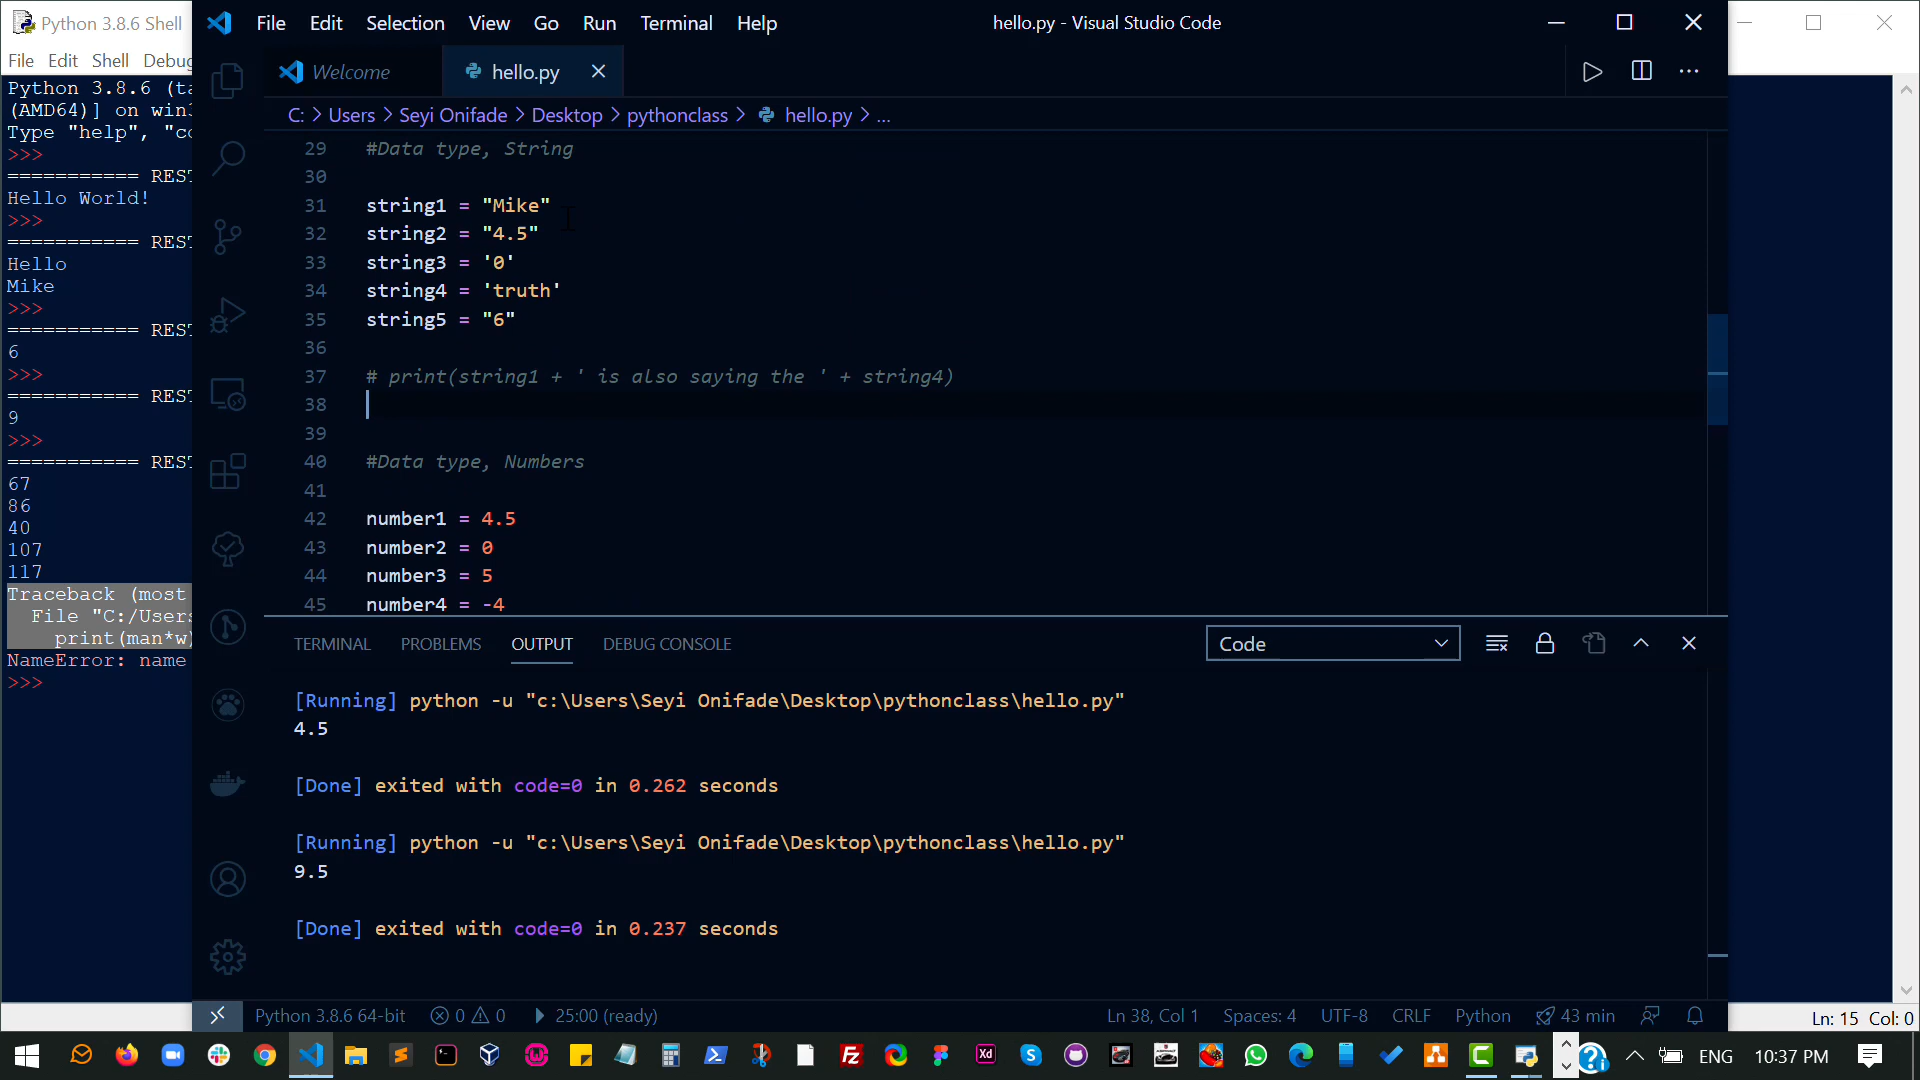 Python 3.8.6 Shell
File Edit Shell Debug
Python 3.8.6 (ta
(AMD64)] on win3
Type "help", "co
>>>
=========== REST
Hello World!
>>>
=========== REST
Hello
Mike
>>>
=========== REST
6
>>>
=========== REST
9
>>>
=========== REST
67
86
40
107
117
Traceback (most
File "C:/Users
print(man*w)
NameError: name
>>>
File Edit Selection View Go Run Terminal Help
hello.py - Visual Studio Code
Welcome
hello.py
C: > Users > Seyi Onifade > Desktop > pythonclass > hello.py > ...
29 #Data type, String
30
31 string1 = "Mike"
32 string2 = "4.5"
33 string3 = '0'
34 string4 = 'truth'
35 string5 = "6"
36
37 # print(string1 + ' is also saying the ' + string4)
38
39
40 #Data type, Numbers
41
42 number1 = 4.5
43 number2 = 0
44 number3 = 5
45 number4 = -4
TERMINAL PROBLEMS OUTPUT DEBUG CONSOLE
Code
[Running] python -u "c:\Users\Seyi Onifade\Desktop\pythonclass\hello.py"
4.5
[Done] exited with code=0 in 0.262 seconds
[Running] python -u "c:\Users\Seyi Onifade\Desktop\pythonclass\hello.py"
9.5
[Done] exited with code=0 in 0.237 seconds
Python 3.8.6 64-bit 0 0 25:00 (ready)
Ln 38, Col 1 Spaces: 4 UTF-8 CRLF Python 43 min
Ln: 15 Col: 0
Xd
ENG 10:37 PM